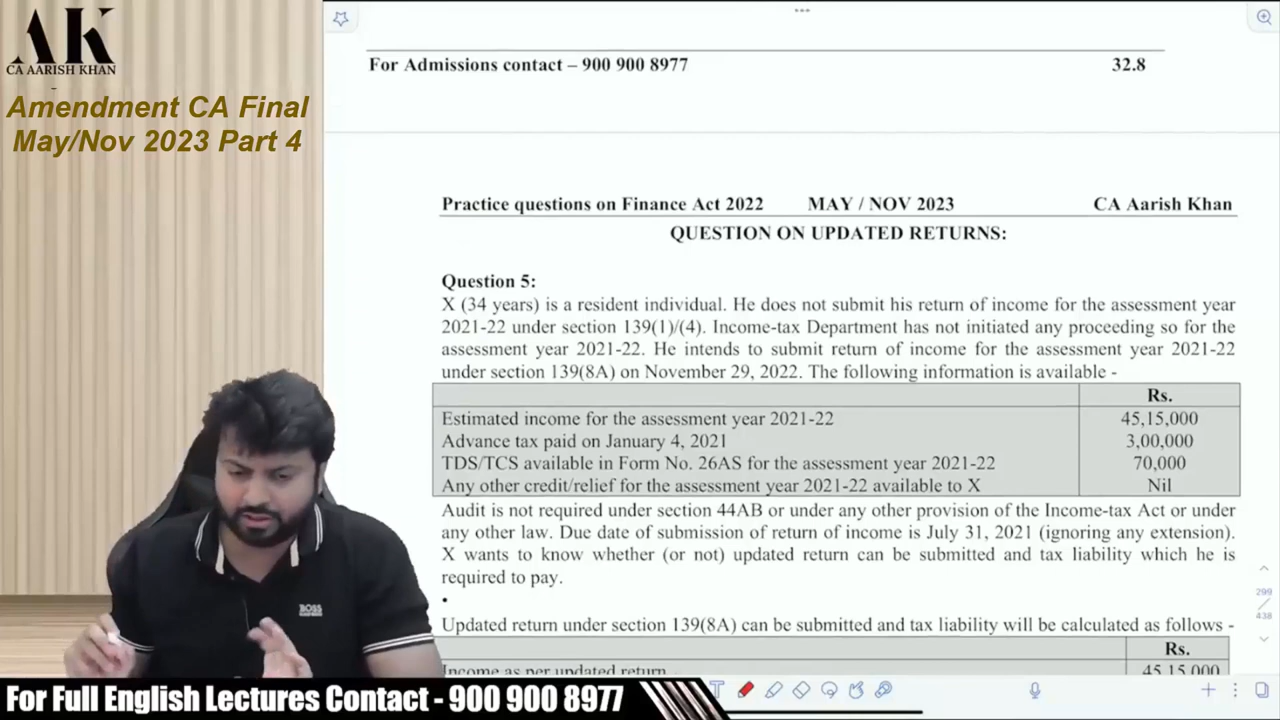 AK
CA AARISH KHAN
Amendment CA Final
May/Nov 2023 Part 4
For Admissions contact – 900 900 8977 32.8
Practice questions on Finance Act 2022 MAY / NOV 2023 CA Aarish Khan
QUESTION ON UPDATED RETURNS:
Question 5:
X (34 years) is a resident individual. He does not submit his return of income for the assessment year
2021-22 under section 139(1)/(4). Income-tax Department has not initiated any proceeding so for the
assessment year 2021-22. He intends to submit return of income for the assessment year 2021-22
under section 139(8A) on November 29, 2022. The following information is available -
Rs.
Estimated income for the assessment year 2021-22 45,15,000
Advance tax paid on January 4, 2021 3,00,000
TDS/TCS available in Form No. 26AS for the assessment year 2021-22 70,000
Any other credit/relief for the assessment year 2021-22 available to X Nil
Audit is not required under section 44AB or under any other provision of the Income-tax Act or under
any other law. Due date of submission of return of income is July 31, 2021 (ignoring any extension).
X wants to know whether (or not) updated return can be submitted and tax liability which he is
required to pay.
Updated return under section 139(8A) can be submitted and tax liability will be calculated as follows -
Rs.
Income as per updated return 45,15,000
BOSS
299
438
For Full English Lectures Contact - 900 900 8977